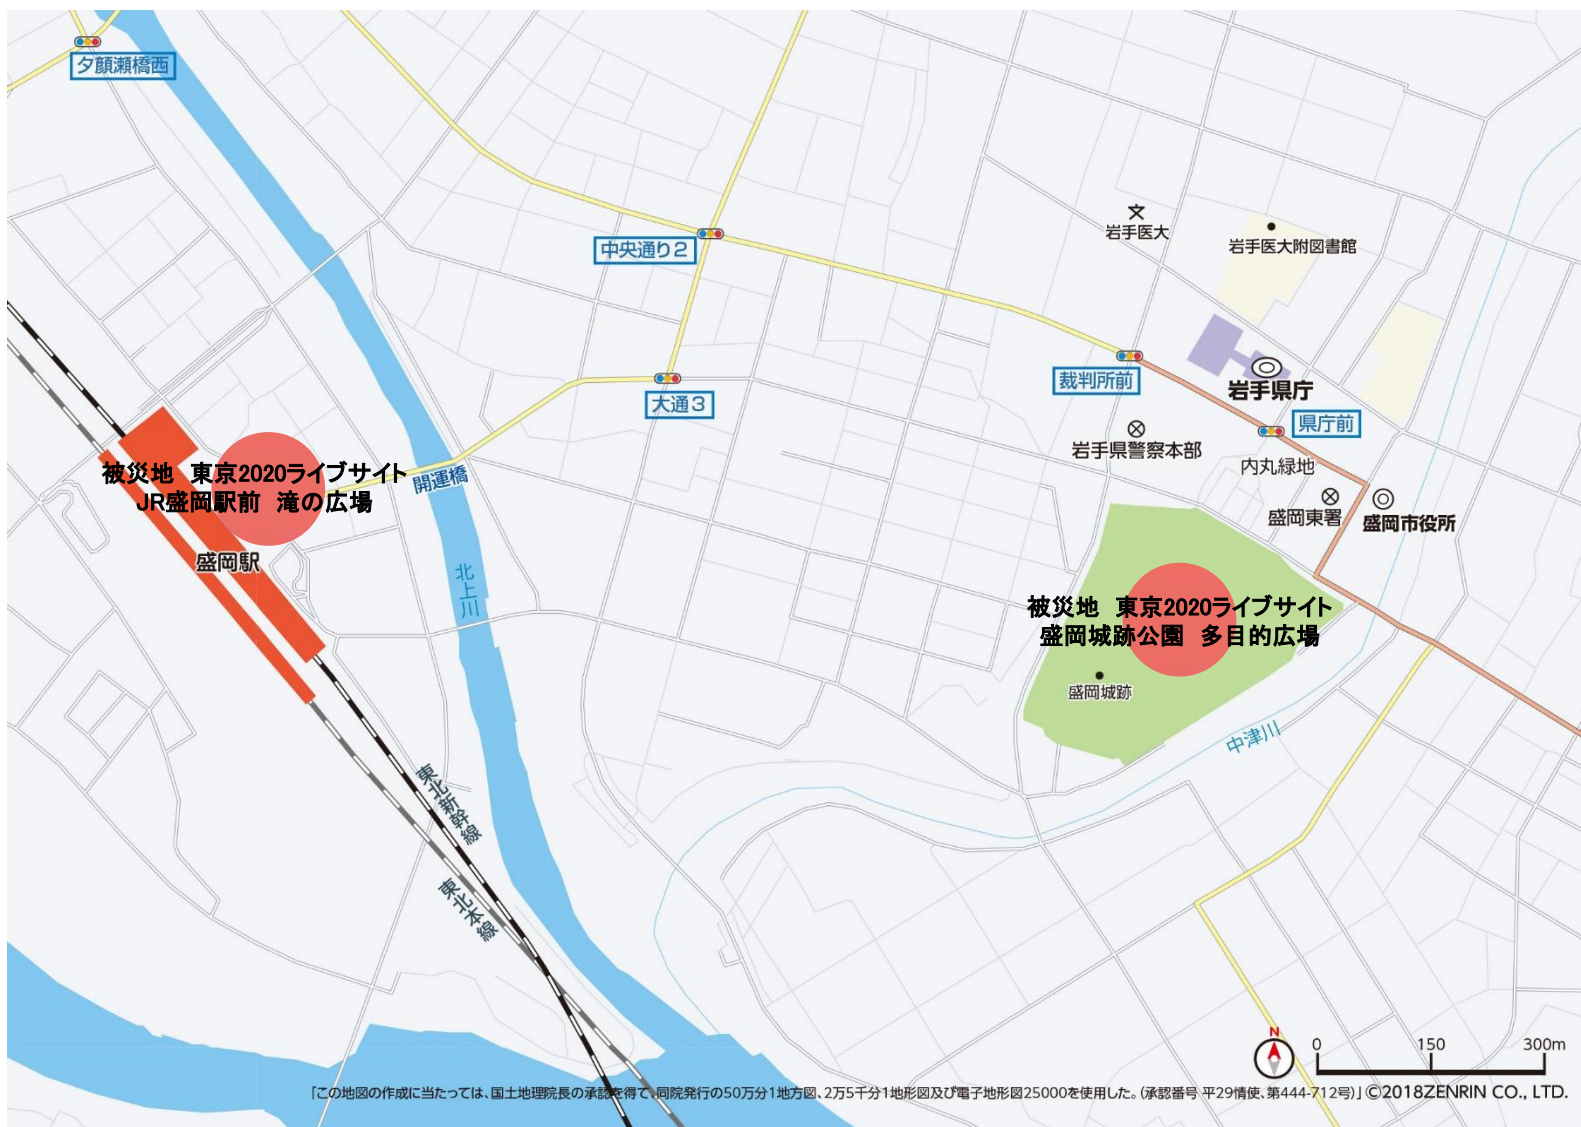 夕顔瀬橋西
中央通り2
岩手医大
岩手医大附図書館
裁判所前
岩手県庁
県庁前
大通3
岩手県警察本部
内丸緑地
盛岡東署
盛岡市役所
被災地 東京2020ライブサイト
JR盛岡駅前 滝の広場
開運橋
盛岡駅
北上川
被災地 東京2020ライブサイト
盛岡城跡公園 多目的広場
盛岡城跡
中津川
東北新幹線
東北本線
N
0 150 300m
「この地図の作成に当たっては、国土地理院長の承認を得て、同院発行の50万分1地方図、2万5千分1地形図及び電子地形図25000を使用した。(承認番号 平29情使、第444-712号)」©2018ZENRIN CO., LTD.